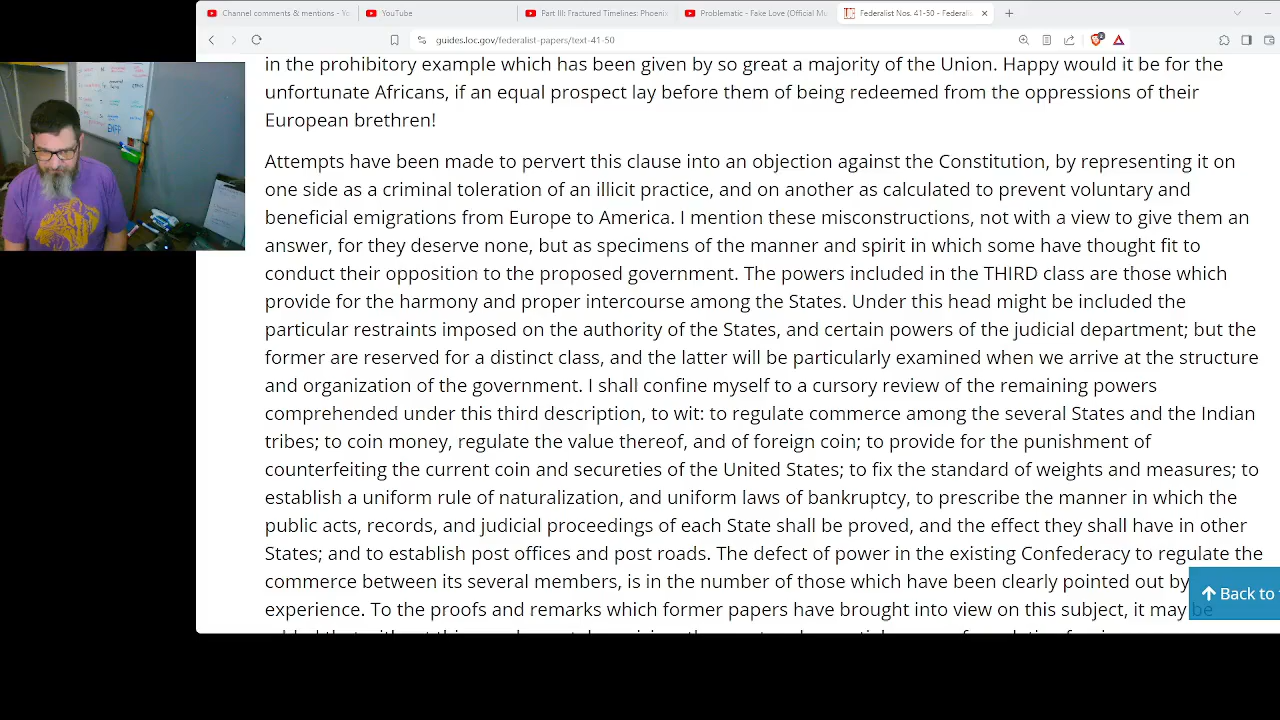 Channel comments & mentions - Yo
YouTube
Part III: Fractured Timelines: Phoeni
Problematic - Fake Love (Official Mu
Federalist Nos. 41-50 - Federali
guides.loc.gov/federalist-papers/text-41-50
in the prohibitory example which has been given by so great a majority of the Union. Happy would it be for the
unfortunate Africans, if an equal prospect lay before them of being redeemed from the oppressions of their
European brethren!
Attempts have been made to pervert this clause into an objection against the Constitution, by representing it on
one side as a criminal toleration of an illicit practice, and on another as calculated to prevent voluntary and
beneficial emigrations from Europe to America. I mention these misconstructions, not with a view to give them an
answer, for they deserve none, but as specimens of the manner and spirit in which some have thought fit to
conduct their opposition to the proposed government. The powers included in the THIRD class are those which
provide for the harmony and proper intercourse among the States. Under this head might be included the
particular restraints imposed on the authority of the States, and certain powers of the judicial department; but the
former are reserved for a distinct class, and the latter will be particularly examined when we arrive at the structure
and organization of the government. I shall confine myself to a cursory review of the remaining powers
comprehended under this third description, to wit: to regulate commerce among the several States and the Indian
tribes; to coin money, regulate the value thereof, and of foreign coin; to provide for the punishment of
counterfeiting the current coin and secureties of the United States; to fix the standard of weights and measures; to
establish a uniform rule of naturalization, and uniform laws of bankruptcy, to prescribe the manner in which the
public acts, records, and judicial proceedings of each State shall be proved, and the effect they shall have in other
States; and to establish post offices and post roads. The defect of power in the existing Confederacy to regulate the
commerce between its several members, is in the number of those which have been clearly pointed out by
experience. To the proofs and remarks which former papers have brought into view on this subject, it may be
Back to